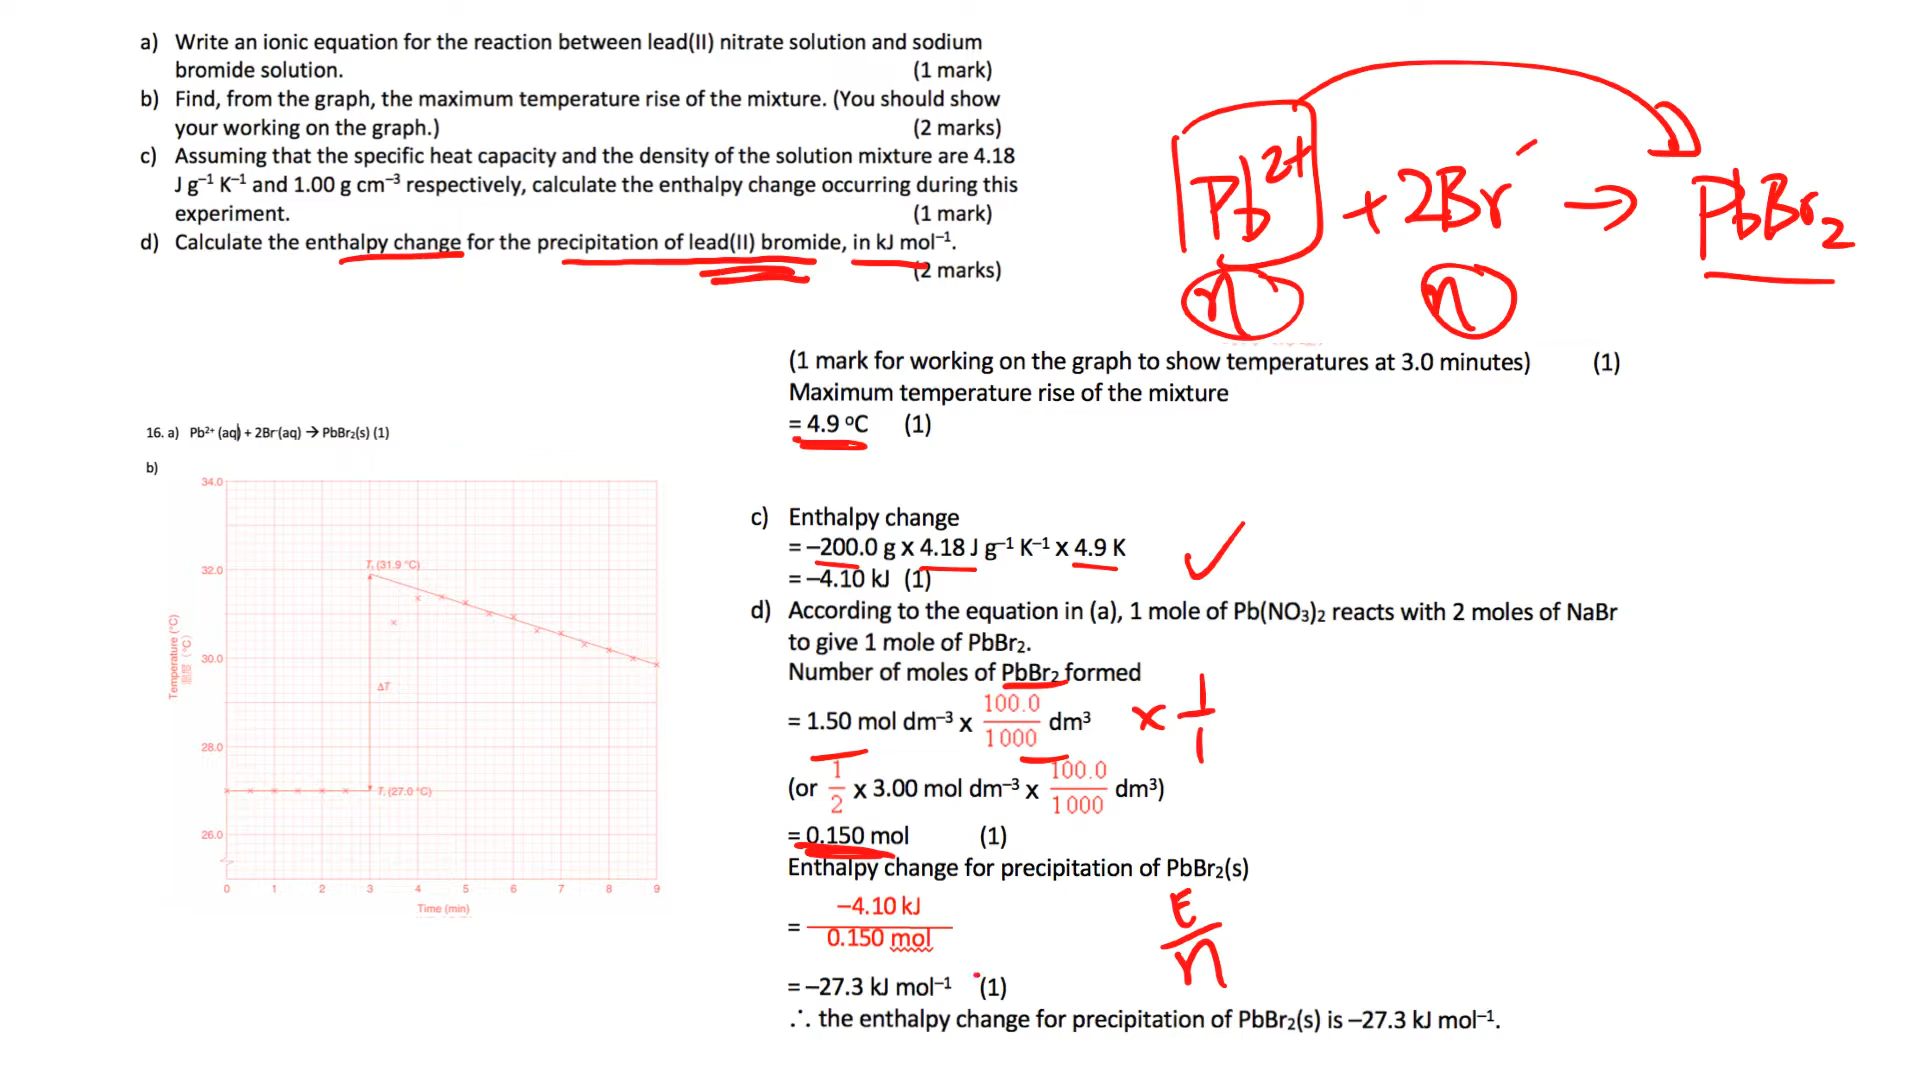 a) Write an ionic equation for the reaction between lead(II) nitrate solution and sodium
bromide solution. (1 mark)
b) Find, from the graph, the maximum temperature rise of the mixture. (You should show
your working on the graph.) (2 marks)
c) Assuming that the specific heat capacity and the density of the solution mixture are 4.18
J g⁻¹ K⁻¹ and 1.00 g cm⁻³ respectively, calculate the enthalpy change occurring during this
experiment. (1 mark)
d) Calculate the enthalpy change for the precipitation of lead(II) bromide, in kJ mol⁻¹.
(2 marks)
Pb²⁺ + 2Br⁻ → PbBr₂
n n
(1 mark for working on the graph to show temperatures at 3.0 minutes) (1)
Maximum temperature rise of the mixture
= 4.9 °C (1)
16. a) Pb²⁺ (aq) + 2Br⁻(aq) → PbBr₂(s) (1)
b)
34.0
32.0
30.0
28.0
26.0
Temperature (°C)
温度 (°C)
(31.9 °C)
ΔT
(27.0 °C)
0 1 2 3 4 5 6 7 8 9
Time (min)
c) Enthalpy change
= –200.0 g x 4.18 J g⁻¹ K⁻¹ x 4.9 K
= –4.10 kJ (1)
d) According to the equation in (a), 1 mole of Pb(NO₃)₂ reacts with 2 moles of NaBr
to give 1 mole of PbBr₂.
Number of moles of PbBr₂ formed
= 1.50 mol dm⁻³ x 100.0/1000 dm³ x 1/1
(or 1/2 x 3.00 mol dm⁻³ x 100.0/1000 dm³)
= 0.150 mol (1)
Enthalpy change for precipitation of PbBr₂(s)
= –4.10 kJ/0.150 mol
E/n
= –27.3 kJ mol⁻¹ (1)
∴ the enthalpy change for precipitation of PbBr₂(s) is –27.3 kJ mol⁻¹.